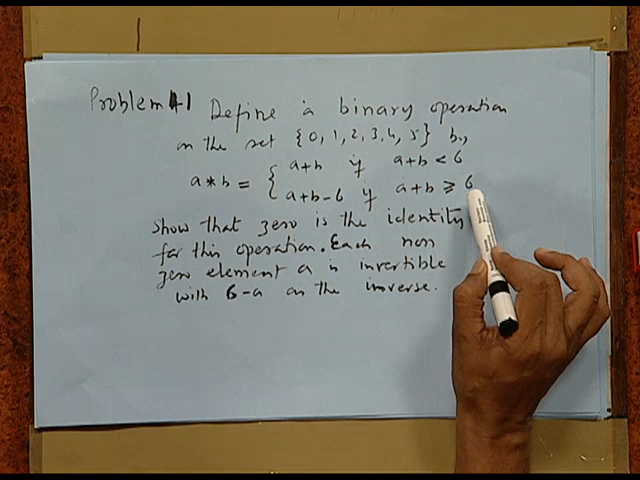 Problem 41 Define a binary operation
on the set {0, 1, 2, 3, 4, 5} by
a * b = { a+b if a+b < 6
a+b-6 if a+b ≥ 6
Show that zero is the identity
for this operation. Each non
zero element a is invertible
with 6-a as the inverse.